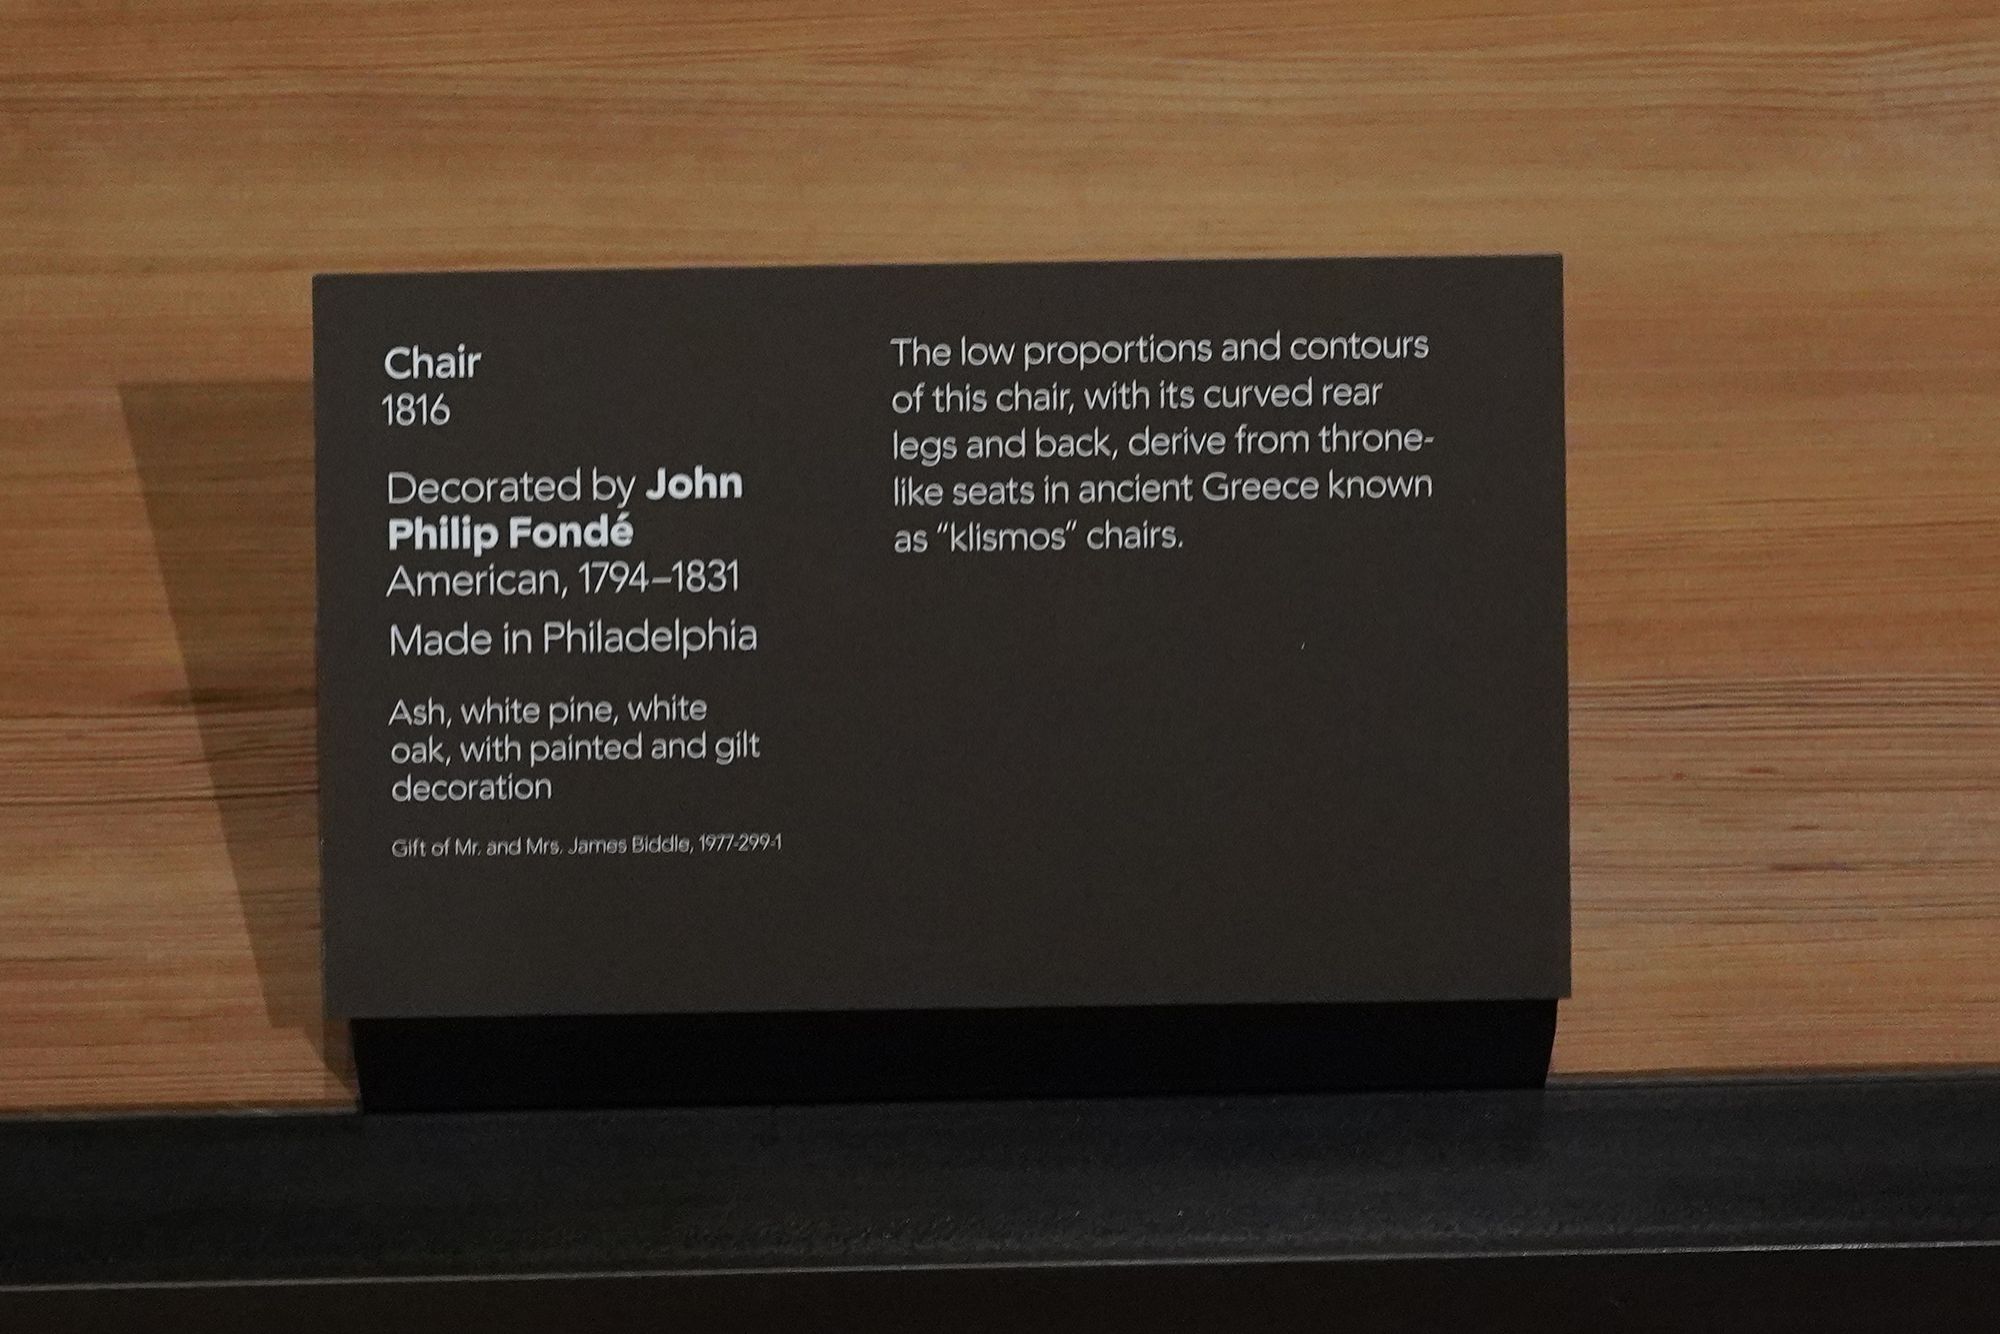 Chair
1816
Decorated by John
Philip Fondé
American, 1794–1831
Made in Philadelphia
Ash, white pine, white
oak, with painted and gilt
decoration
Gift of Mr. and Mrs. James Biddle, 1977-299-1
The low proportions and contours
of this chair, with its curved rear
legs and back, derive from throne-
like seats in ancient Greece known
as “klismos” chairs.